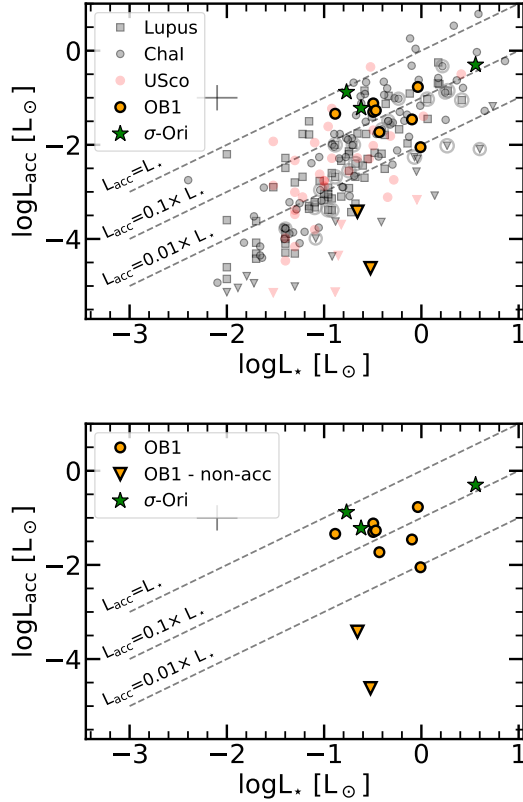 0
−2
−4
logL_acc [L_⊙]
Lupus
ChaI
USco
OB1
σ-Ori
L_acc=L_⋆
L_acc=0.1× L_⋆
L_acc=0.01× L_⋆
−3
−2
−1
0
1
logL_⋆ [L_⊙]
0
−2
−4
logL_acc [L_⊙]
OB1
OB1 - non-acc
σ-Ori
L_acc=L_⋆
L_acc=0.1× L_⋆
L_acc=0.01× L_⋆
−3
−2
−1
0
1
logL_⋆ [L_⊙]